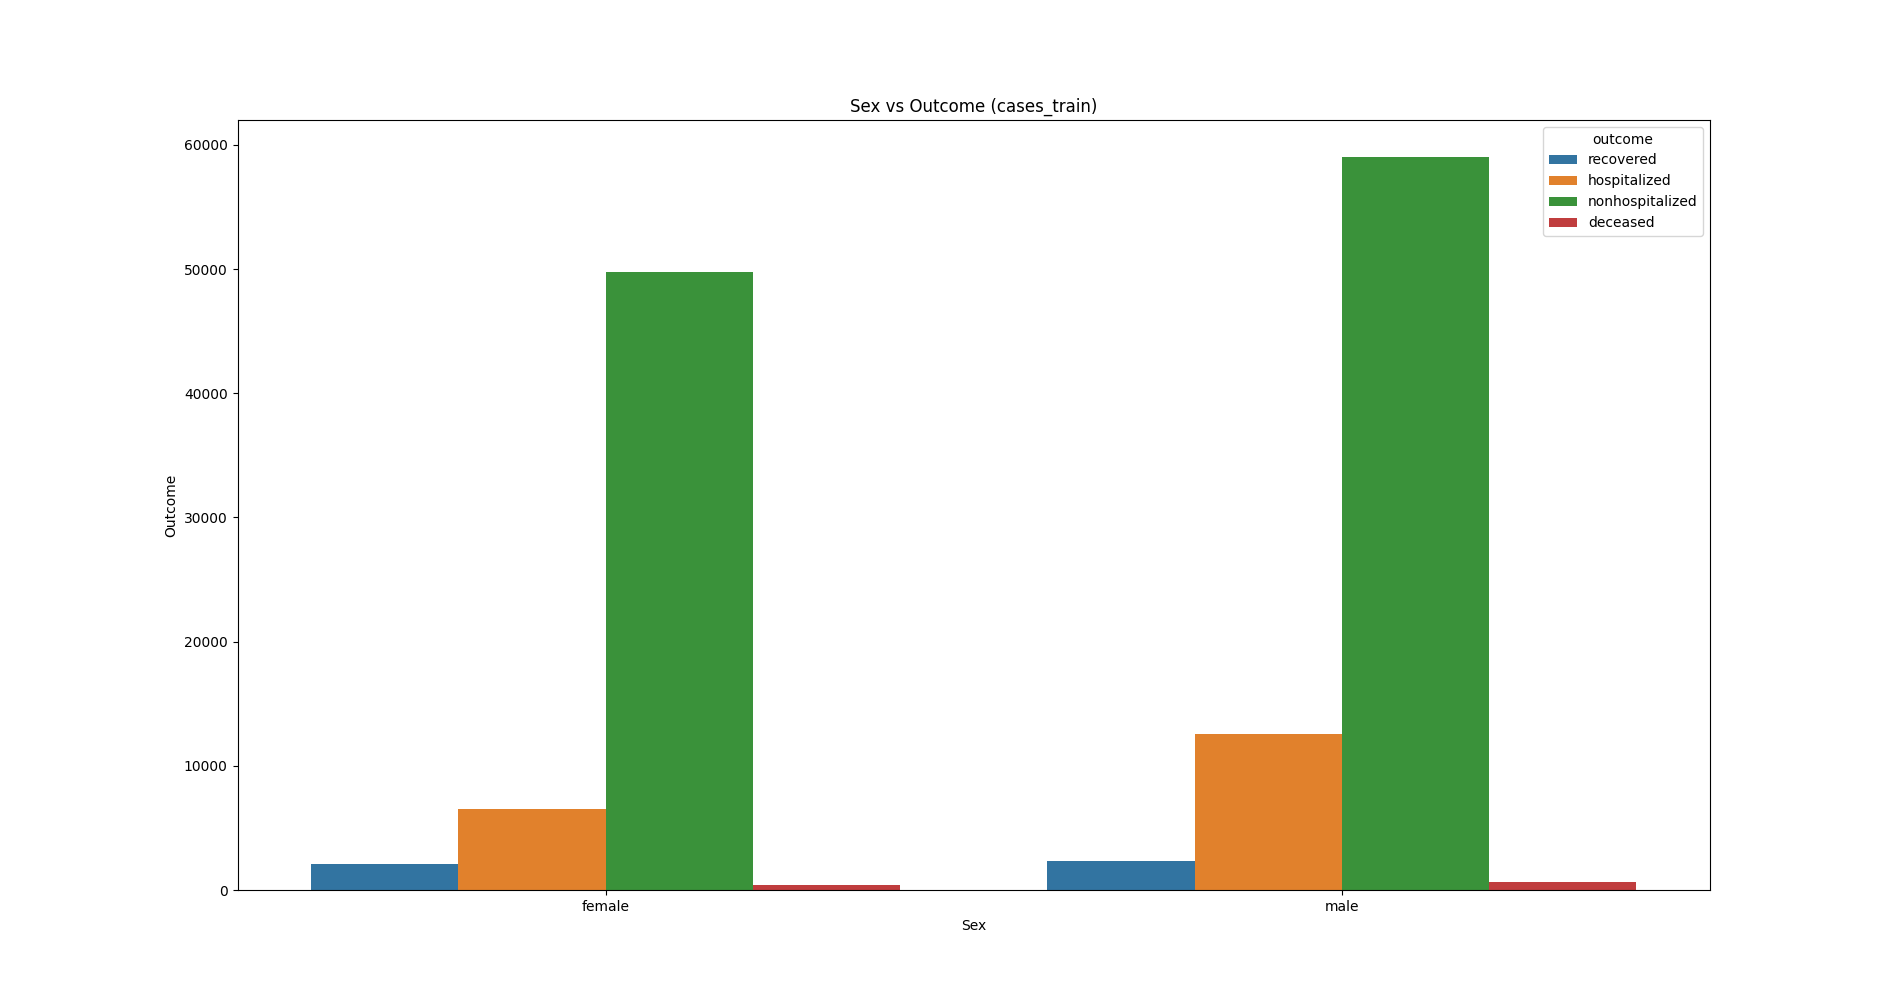 Sex vs Outcome (cases_train)
outcome
recovered
hospitalized
nonhospitalized
deceased
60000
50000
40000
30000
20000
10000
0
Outcome
female
male
Sex